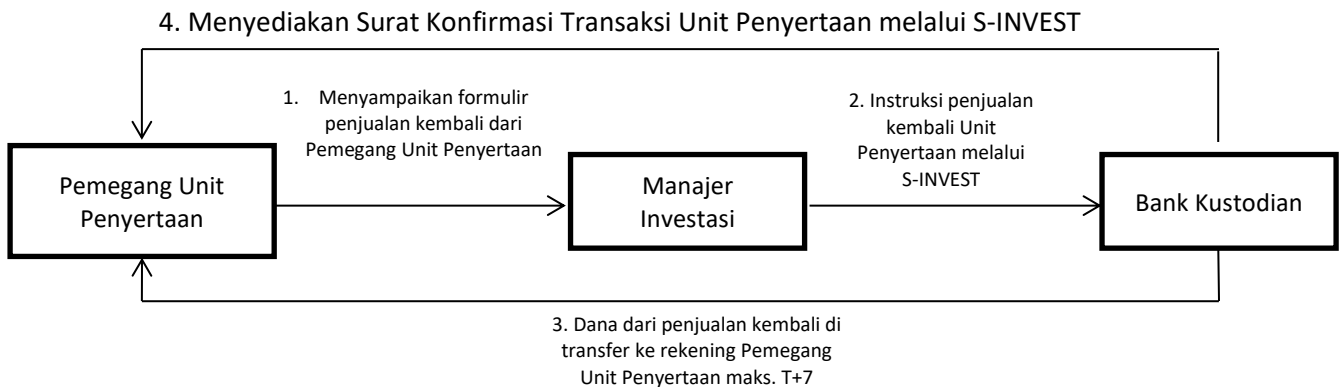 4. Menyediakan Surat Konfirmasi Transaksi Unit Penyertaan melalui S-INVEST
1. Menyampaikan formulir
penjualan kembali dari
Pemegang Unit Penyertaan
2. Instruksi penjualan
kembali Unit
Penyertaan melalui
S-INVEST
Pemegang Unit
Penyertaan
Manajer
Investasi
Bank Kustodian
3. Dana dari penjualan kembali di
transfer ke rekening Pemegang
Unit Penyertaan maks. T+7